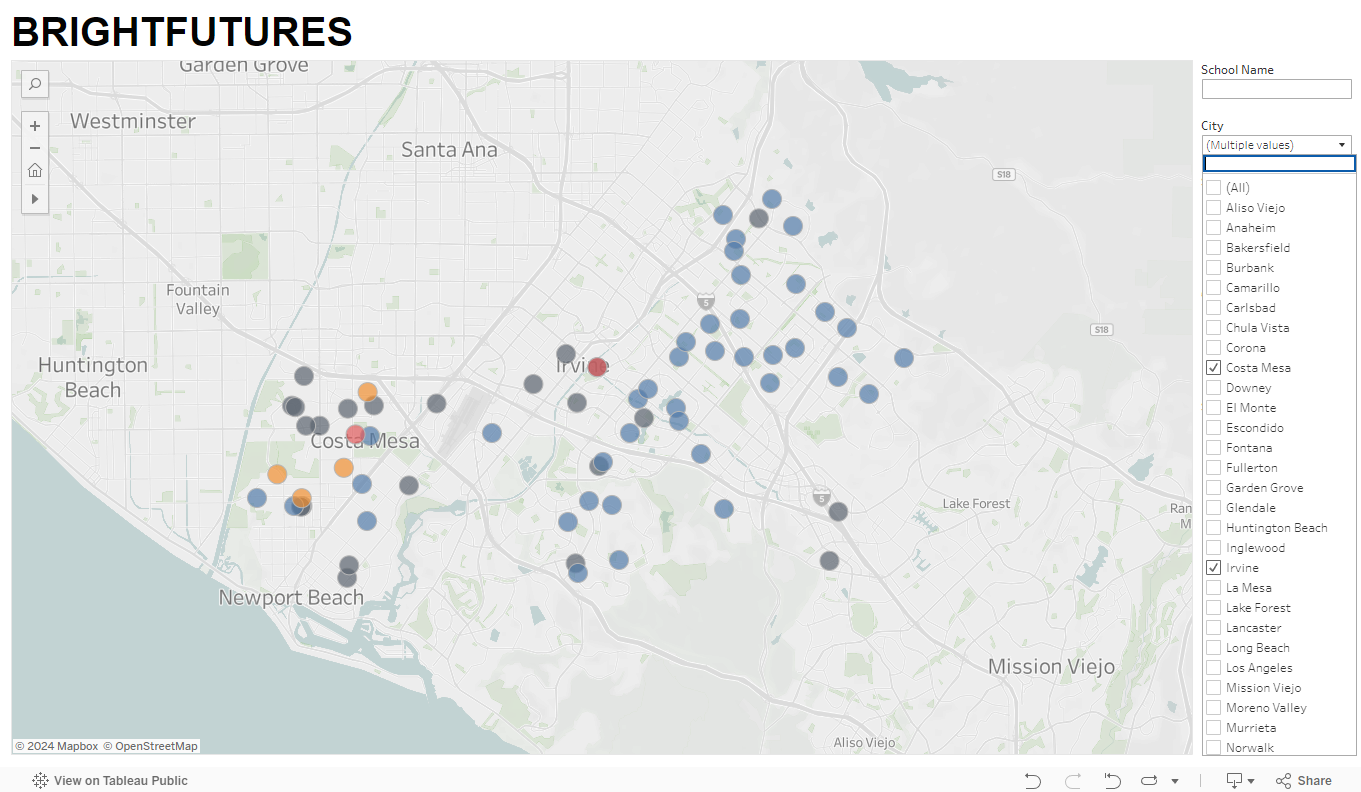 BRIGHTFUTURES
Garden Grove
Westminster
Santa Ana
S18
Fountain
Valley
5
S18
Huntington
Beach
Irvine
Costa Mesa
5
Lake Forest
Ran
M
Newport Beach
Mission Viejo
Aliso Viejo
© 2024 Mapbox © OpenStreetMap
School Name
City
(Multiple values)
(All)
Aliso Viejo
Anaheim
Bakersfield
Burbank
Camarillo
Carlsbad
Chula Vista
Corona
Costa Mesa
Downey
El Monte
Escondido
Fontana
Fullerton
Garden Grove
Glendale
Huntington Beach
Inglewood
Irvine
La Mesa
Lake Forest
Lancaster
Long Beach
Los Angeles
Mission Viejo
Moreno Valley
Murrieta
Norwalk
View on Tableau Public
Share